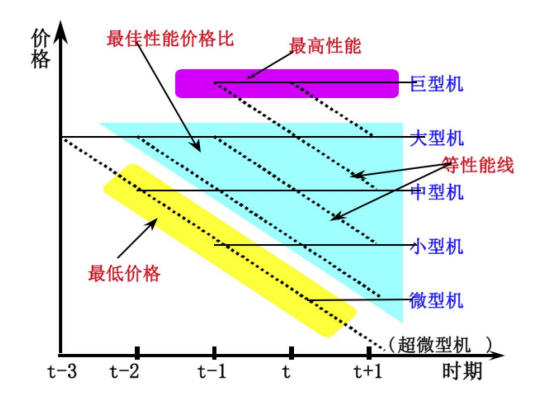 价
格
最佳性能价格比
最高性能
巨型机
大型机
等性能线
中型机
小型机
最低价格
微型机
(超微型机 )
t-3 t-2 t-1 t t+1 时期